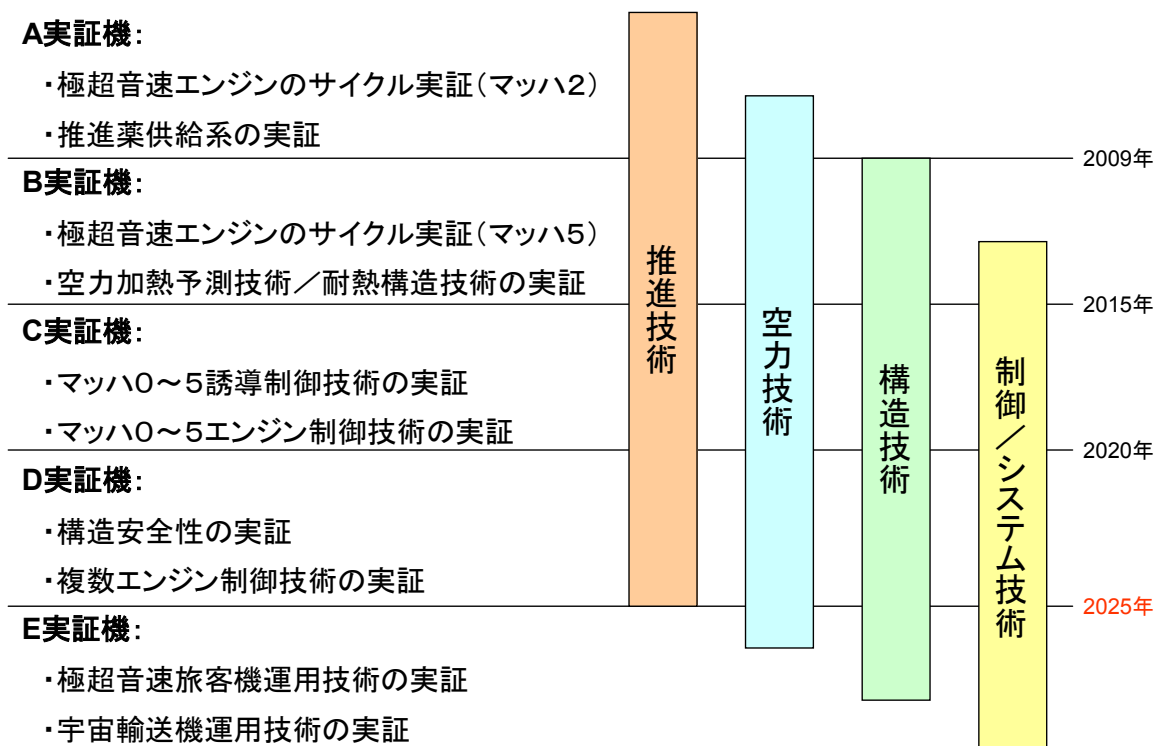 A実証機：
・極超音速エンジンのサイクル実証（マッハ２）
・推進薬供給系の実証
2009年
B実証機：
・極超音速エンジンのサイクル実証（マッハ５）
・空力加熱予測技術／耐熱構造技術の実証
2015年
C実証機：
・マッハ０～５誘導制御技術の実証
・マッハ０～５エンジン制御技術の実証
2020年
D実証機：
・構造安全性の実証
・複数エンジン制御技術の実証
2025年
E実証機：
・極超音速旅客機運用技術の実証
・宇宙輸送機運用技術の実証
推進技術
空力技術
構造技術
制御／システム技術